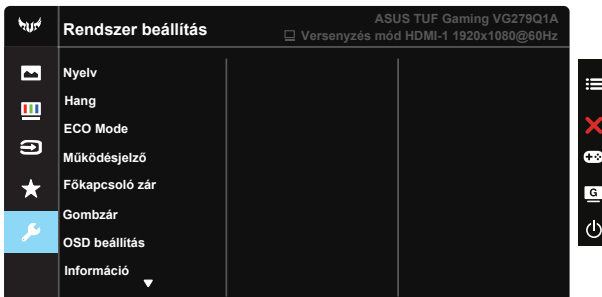 Rendszer beállítás
ASUS TUF Gaming VG279Q1A
Versenyzés mód HDMI-1 1920x1080@60Hz
Nyelv
Hang
ECO Mode
Működésjelző
Főkapcsoló zár
Gombzár
OSD beállítás
Információ
G